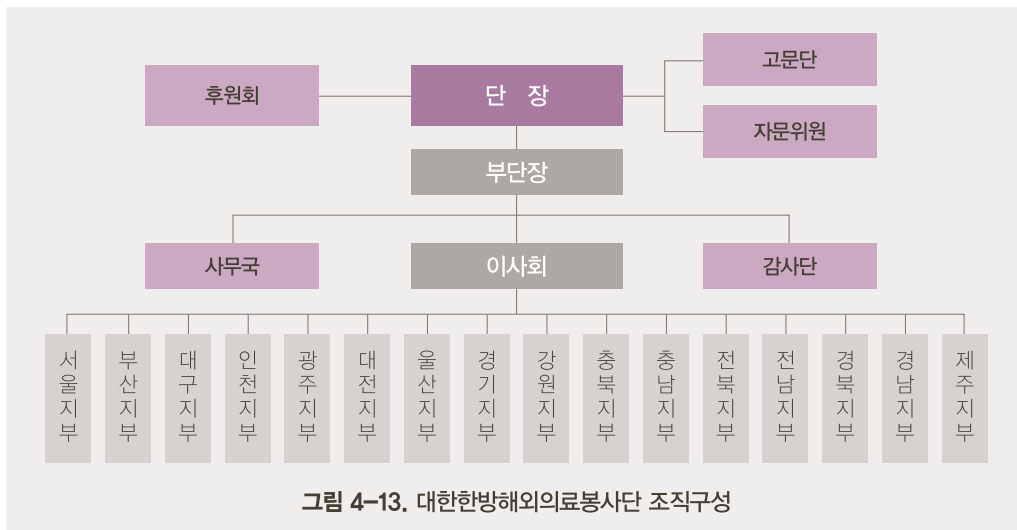 고문단
후원회
단 장
자문위원
부단장
사무국
이사회
감사단
서울지부
부산지부
대구지부
인천지부
광주지부
대전지부
울산지부
경기지부
강원지부
충북지부
충남지부
전북지부
전남지부
경북지부
경남지부
제주지부
그림 4-13. 대한한방해외의료봉사단 조직구성